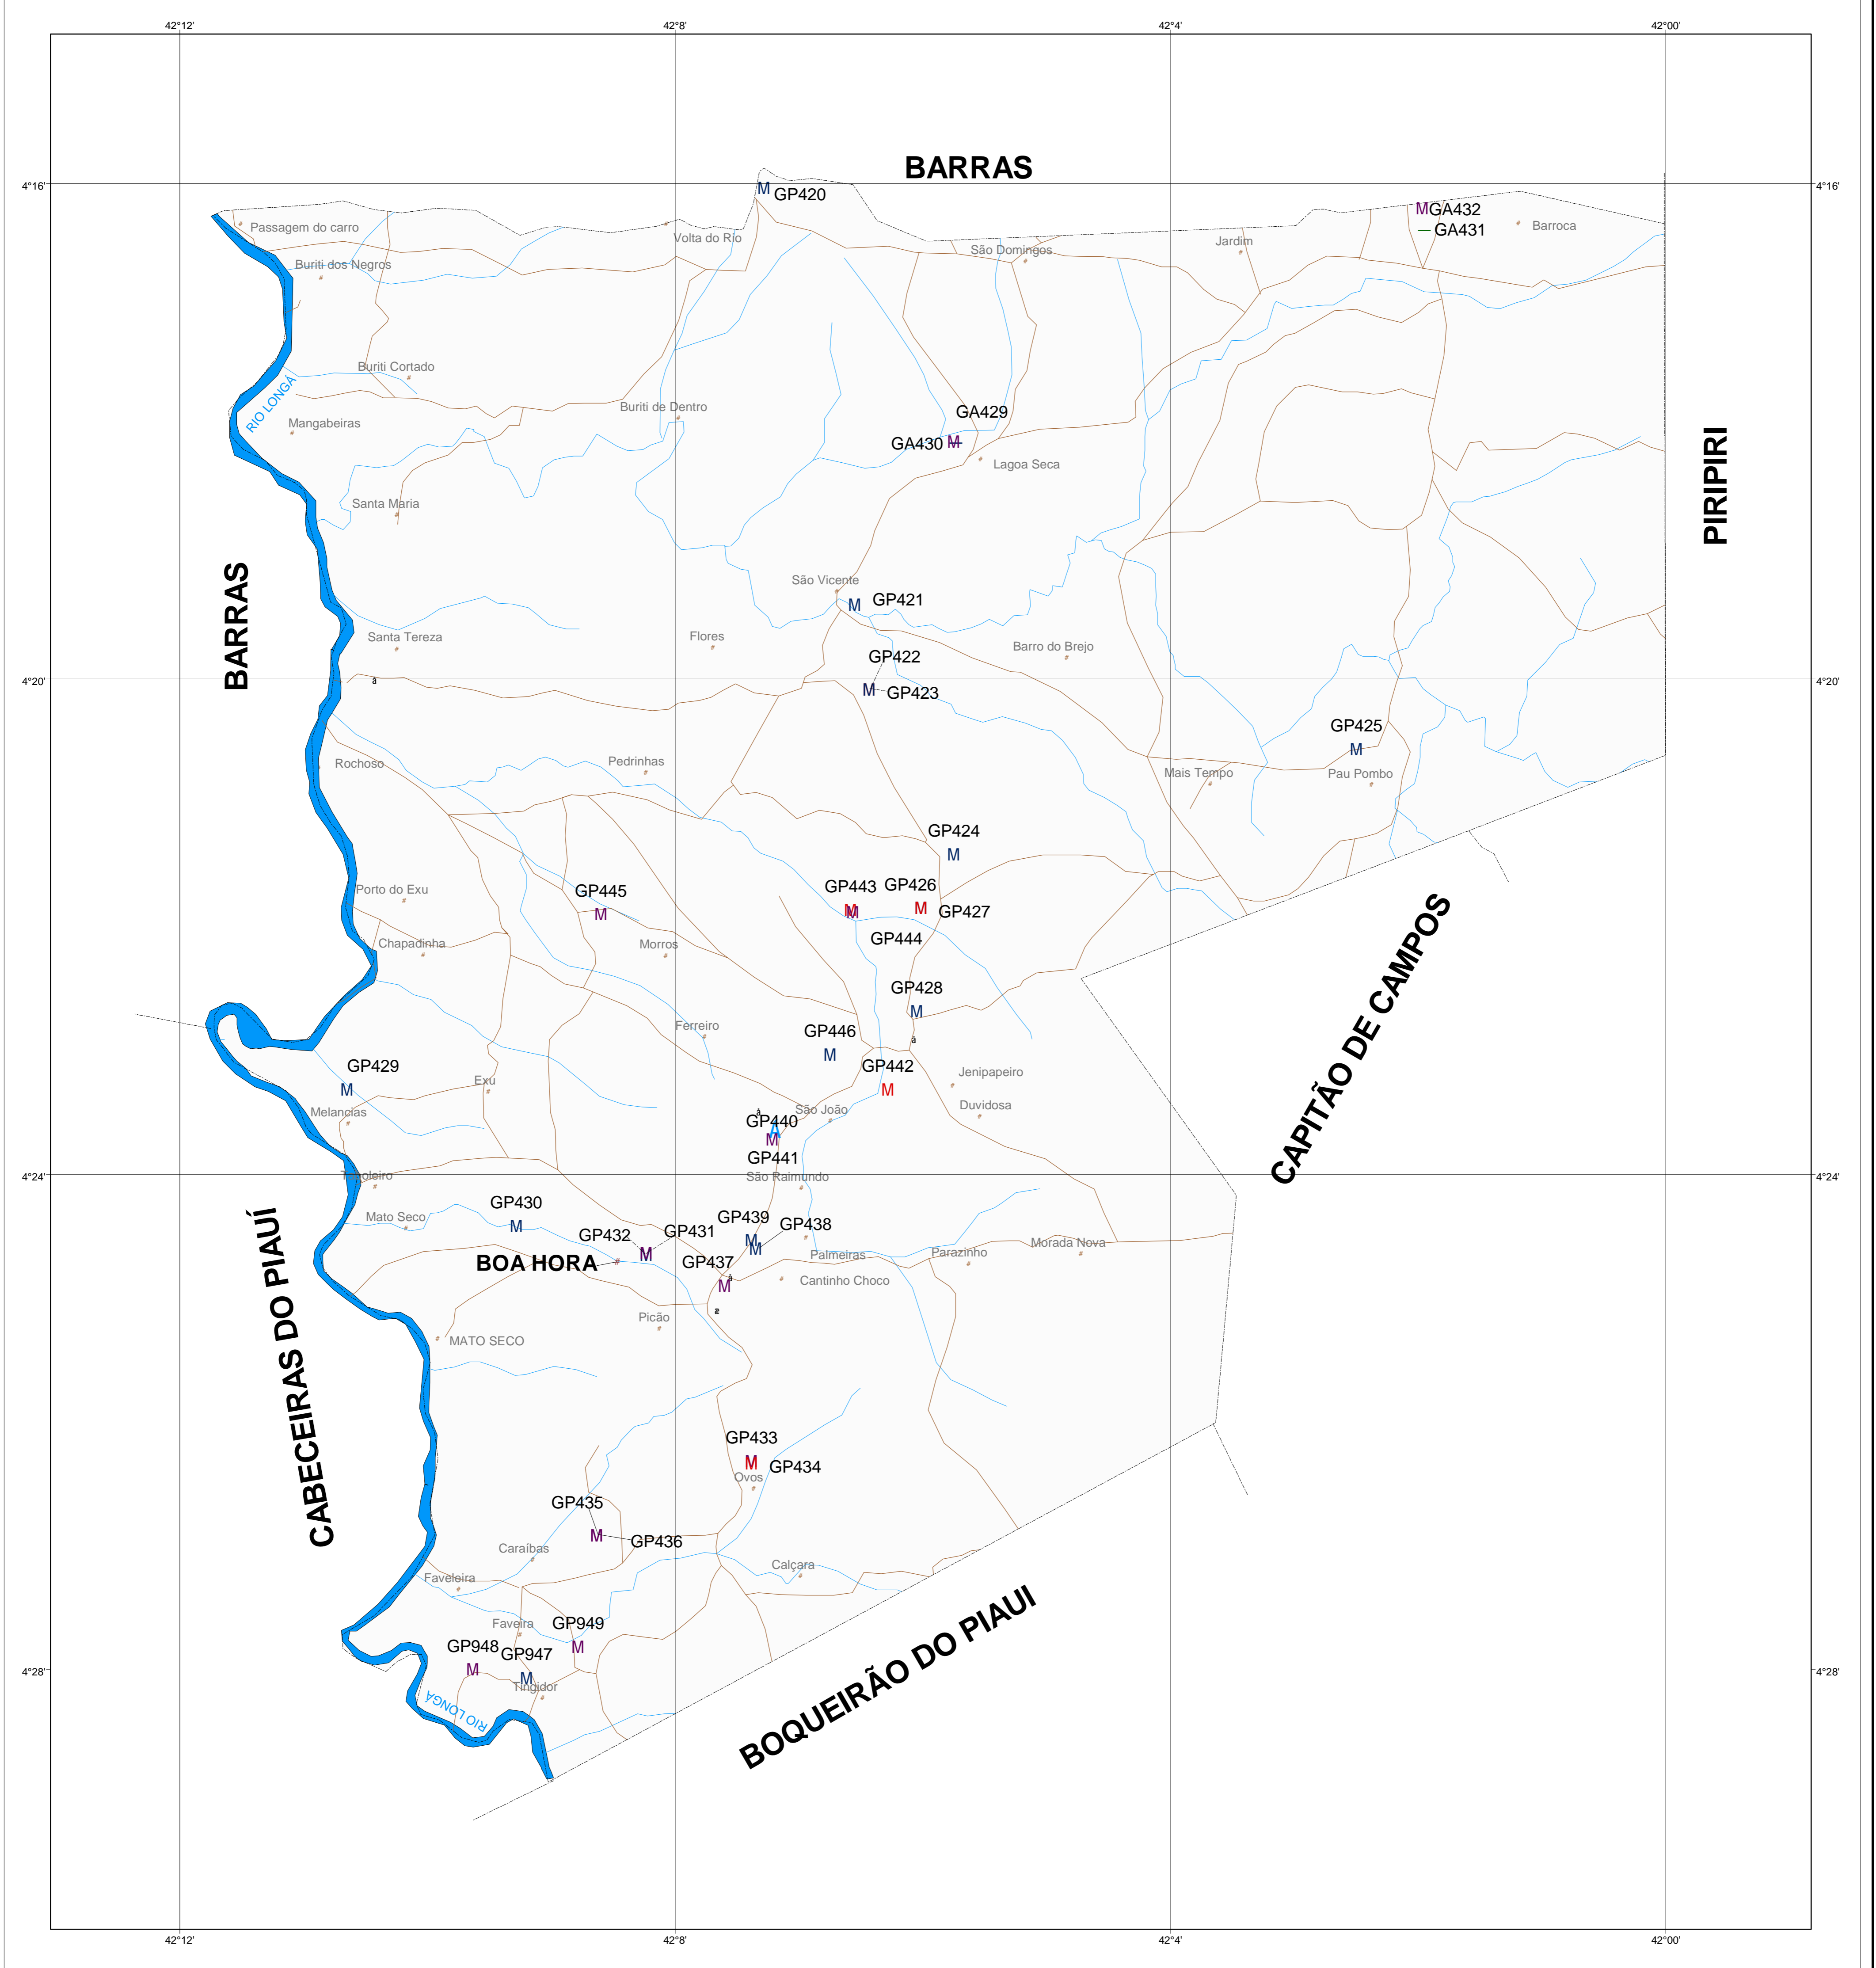 42°12'
42°8'
42°4'
42°00'
BARRAS
4°16'
4°16'
M
GP420
M
GA432
GA431
Passagem do carro
Volta do Rio
Barroca
Jardim
São Domingos
Buriti dos Negros
Buriti Cortado
RIO LONGÁ
Mangabeiras
Buriti de Dentro
GA429
GA430
M
Lagoa Seca
PIRIPIRI
Santa Maria
BARRAS
São Vicente
M
GP421
Santa Tereza
Flores
Barro do Brejo
GP422
M
GP423
4°20'
4°20'
GP425
M
Rochoso
Pedrinhas
Mais Tempo
Pau Pombo
GP424
M
Porto do Exu
GP445
M
GP443
M
GP426
M
GP427
GP444
Chapadinha
Morros
GP428
M
CAPITÃO DE CAMPOS
Ferreiro
GP446
M
GP429
M
Exu
GP442
M
Jenipapeiro
Melancias
São João
Duvidosa
GP440
A
M
GP441
4°24'
4°24'
São Raimundo
Mato Seco
GP430
M
GP432
M
GP431
GP439
M
GP438
M
BOA HORA
GP437
M
Palmeiras
Parazinho
Morada Nova
Cantinho Choco
CABECEIRAS DO PIAUÍ
Picão
MATO SECO
GP433
M
GP434
Ovos
GP435
M
GP436
Caraíbas
Faveleira
Calçara
Faveira
GP949
M
GP948
M
GP947
M
Tingidor
4°28'
4°28'
RIO LONGÁ
BOQUEIRÃO DO PIAUI
42°12'
42°8'
42°4'
42°00'